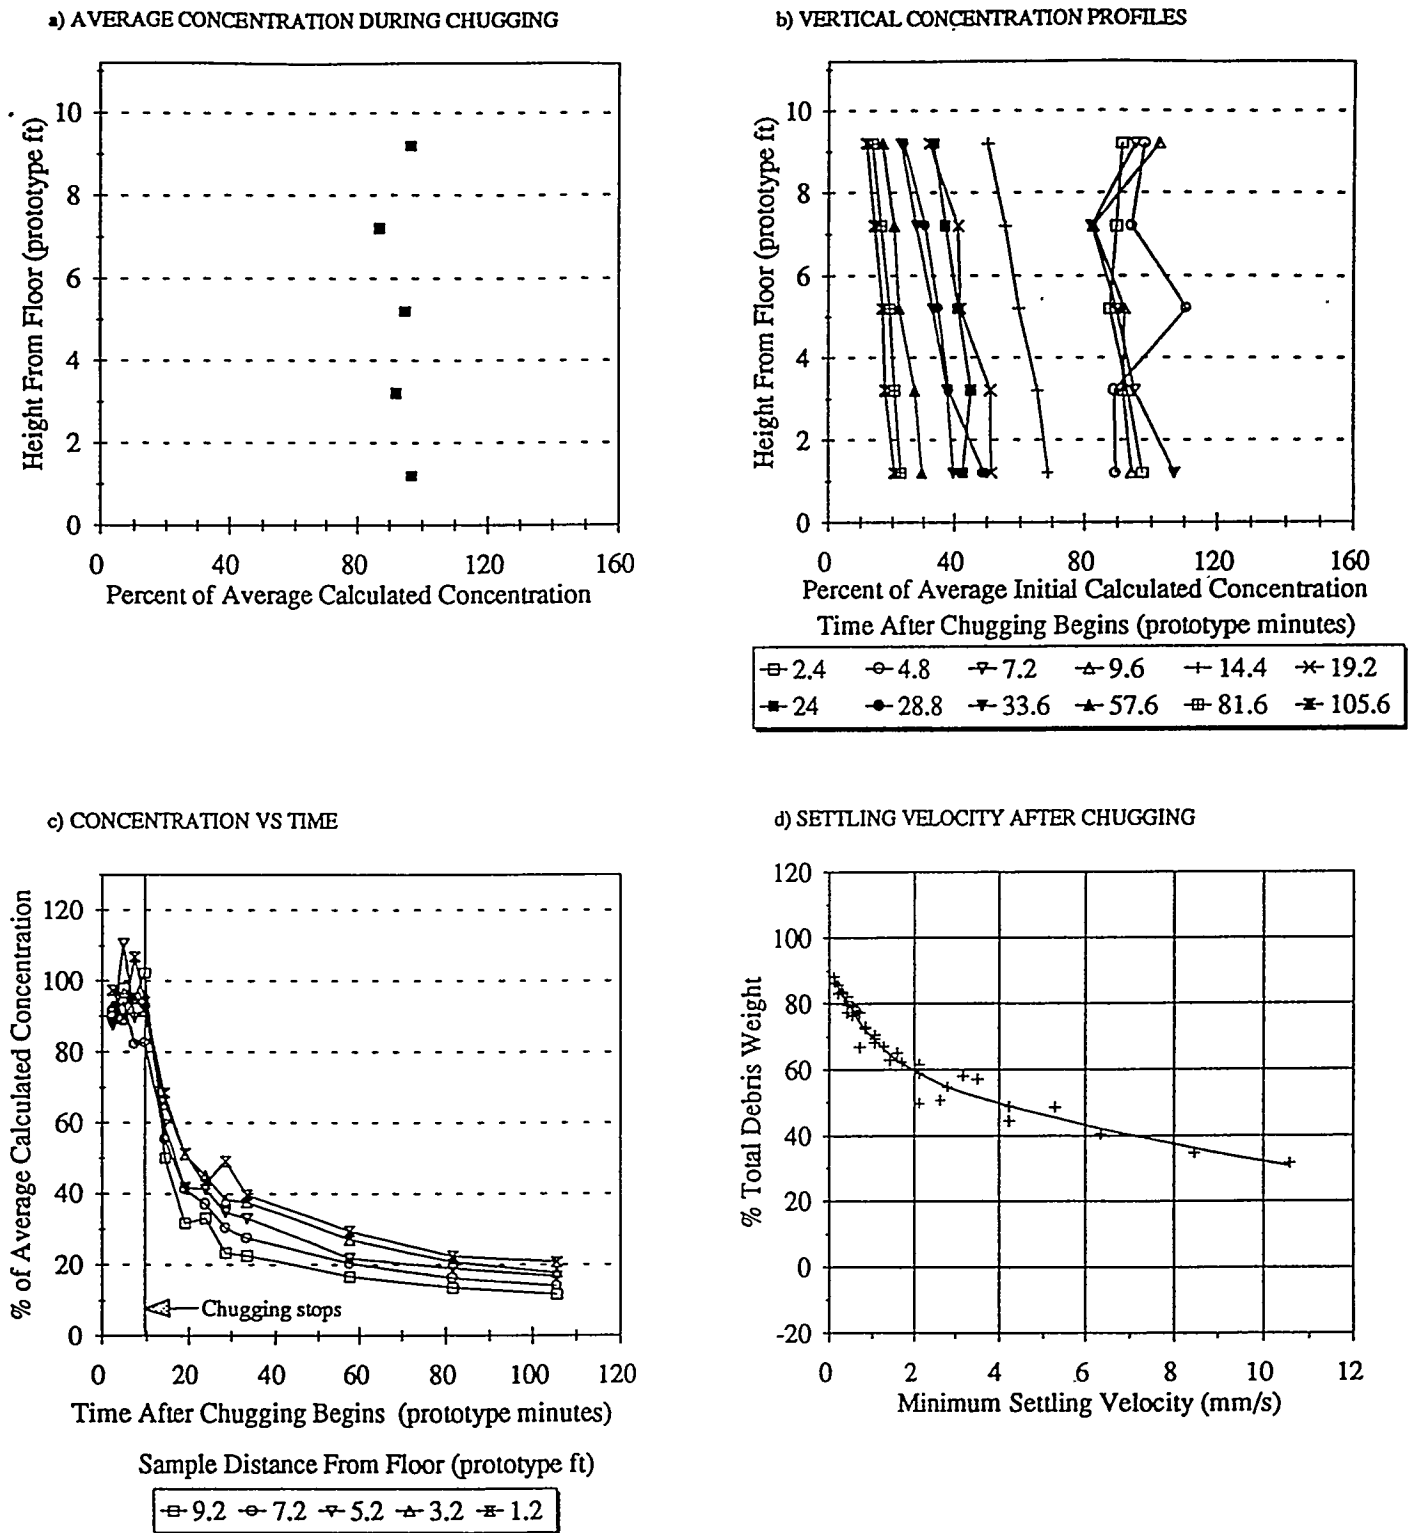 a) AVERAGE CONCENTRATION DURING CHUGGING
Height From Floor (prototype ft)
10
8
6
4
2
0
0 40 80 120 160
Percent of Average Calculated Concentration
b) VERTICAL CONCENTRATION PROFILES
Height From Floor (prototype ft)
10
8
6
4
2
0
0 40 80 120 160
Percent of Average Initial Calculated Concentration
Time After Chugging Begins (prototype minutes)
2.4 4.8 7.2 9.6 14.4 19.2
24 28.8 33.6 57.6 81.6 105.6
c) CONCENTRATION VS TIME
% of Average Calculated Concentration
120
100
80
60
40
20
0
Chugging stops
0 20 40 60 80 100 120
Time After Chugging Begins (prototype minutes)
Sample Distance From Floor (prototype ft)
9.2 7.2 5.2 3.2 1.2
d) SETTLING VELOCITY AFTER CHUGGING
% Total Debris Weight
120
100
80
60
40
20
0
-20
0 2 4 6 8 10 12
Minimum Settling Velocity (mm/s)